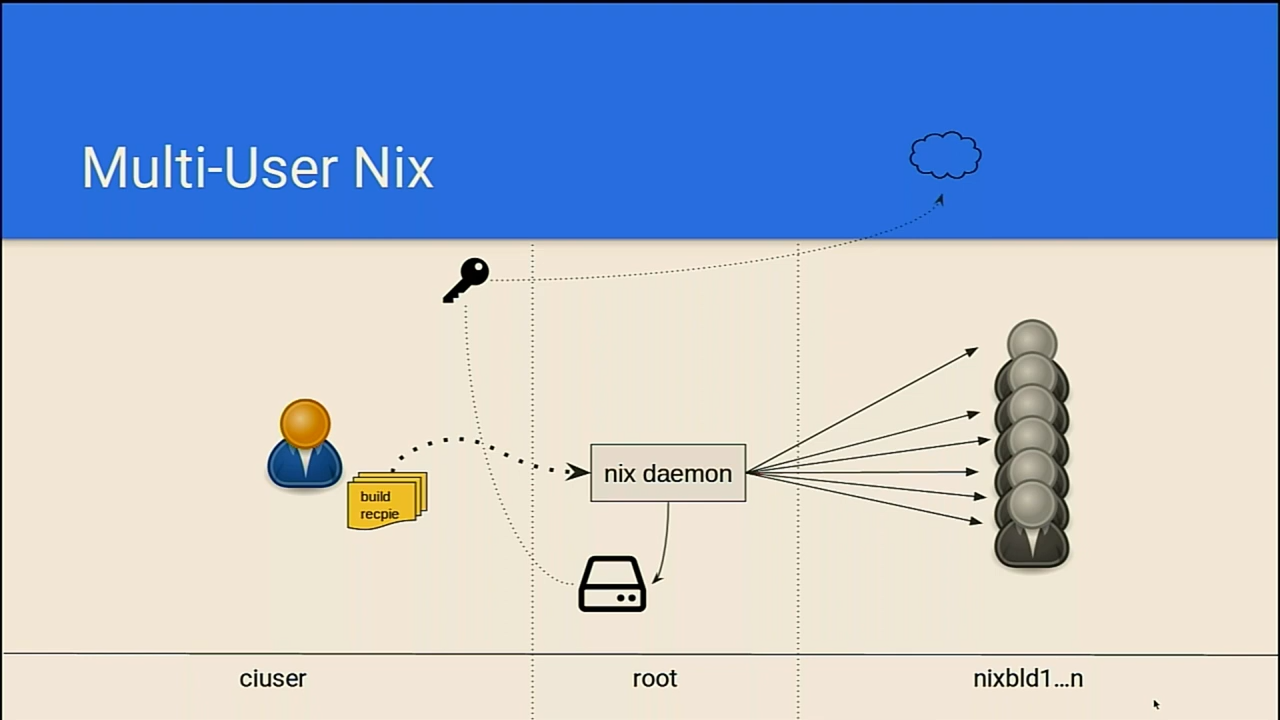 Multi-User Nix
build
recpie
nix daemon
ciuser
root
nixbld1...n